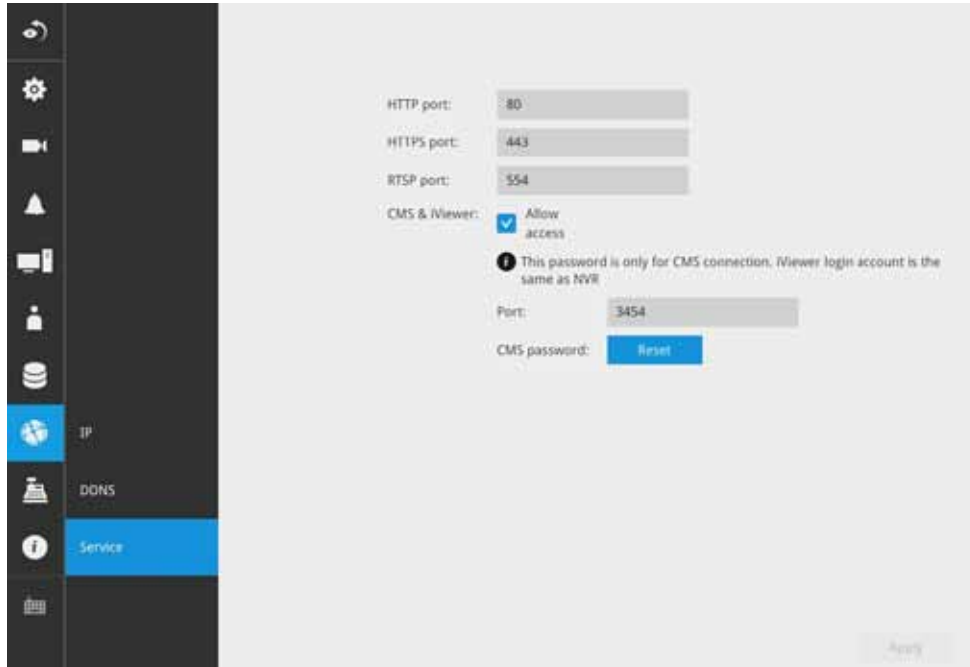 HTTP port: 80
HTTPS port: 443
RTSP port: 554
CMS & iViewer: Allow
access
This password is only for CMS connection. iViewer login account is the
same as NVR
Port: 3454
CMS password: Reset
IP
DDNS
Service
Apply